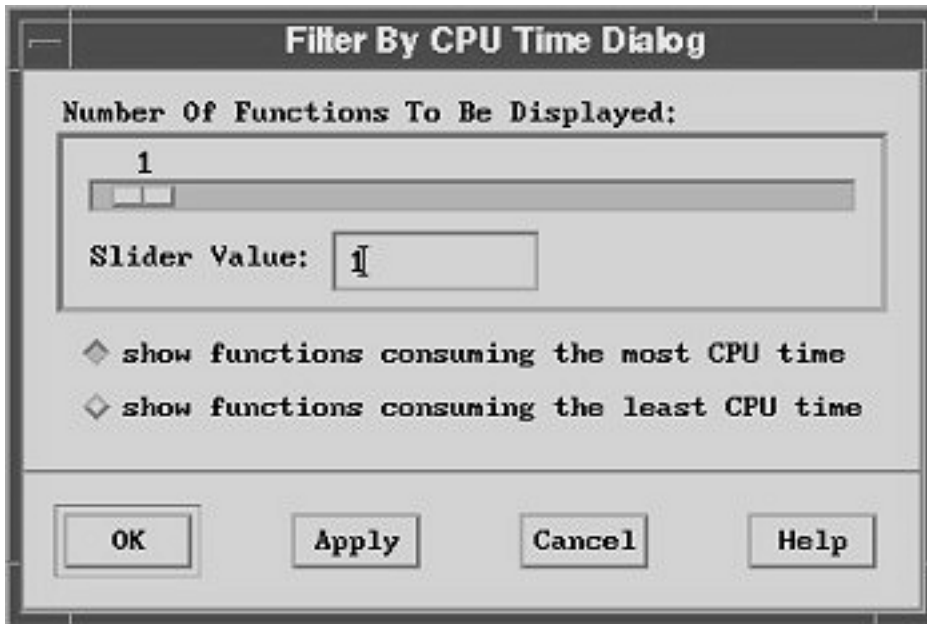 Filter By CPU Time Dialog
Number Of Functions To Be Displayed:
1
Slider Value: 1
show functions consuming the most CPU time
show functions consuming the least CPU time
OK Apply Cancel Help